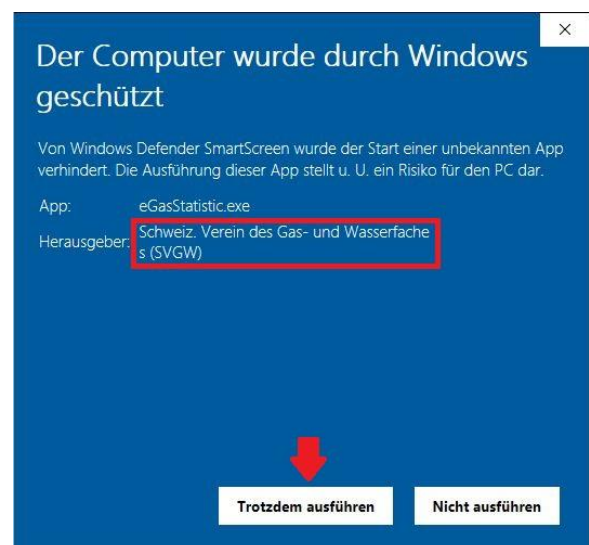 Der Computer wurde durch Windows
geschützt
Von Windows Defender SmartScreen wurde der Start einer unbekannten App
verhindert. Die Ausführung dieser App stellt u. U. ein Risiko für den PC dar.
App: eGasStatistic.exe
Herausgeber: Schweiz. Verein des Gas- und Wasserfache
s (SVGW)
Trotzdem ausführen Nicht ausführen